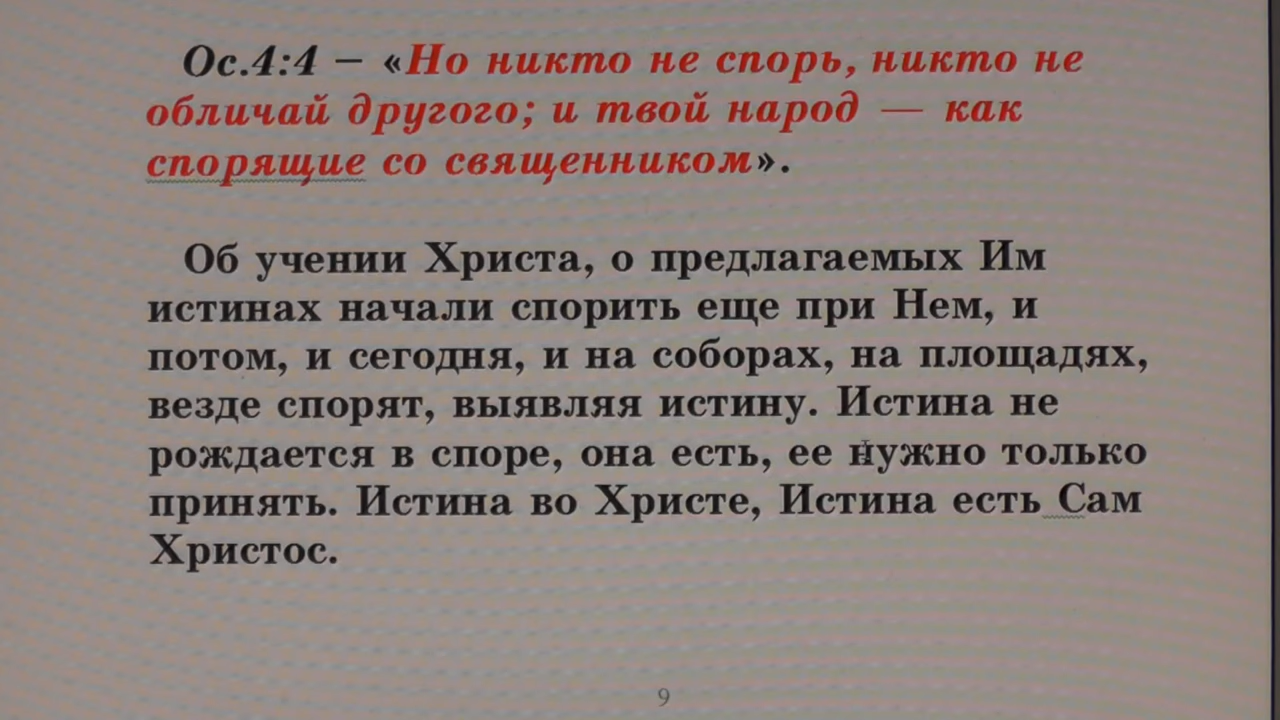 Ос.4:4 – «Но никто не спорь, никто не
обличай другого; и твой народ — как
спорящие со священником».
Об учении Христа, о предлагаемых Им
истинах начали спорить еще при Нем, и
потом, и сегодня, и на соборах, на площадях,
везде спорят, выявляя истину. Истина не
рождается в споре, она есть, ее нужно только
принять. Истина во Христе, Истина есть Сам
Христос.
9